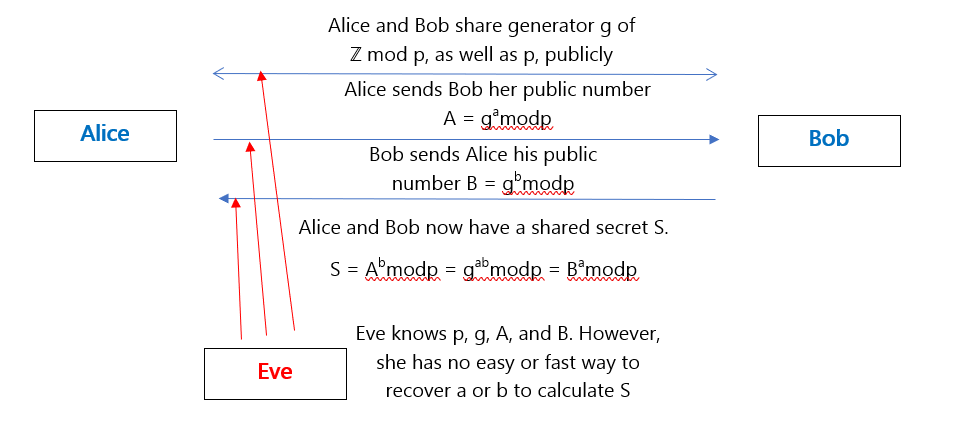 Alice and Bob share generator g of
ℤ mod p, as well as p, publicly
Alice sends Bob her public number
A = gᵃmodp
Alice
Bob
Bob sends Alice his public
number B = gᵇmodp
Alice and Bob now have a shared secret S.
S = Aᵇmodp = gᵃᵇmodp = Bᵃmodp
Eve knows p, g, A, and B. However,
she has no easy or fast way to
recover a or b to calculate S
Eve